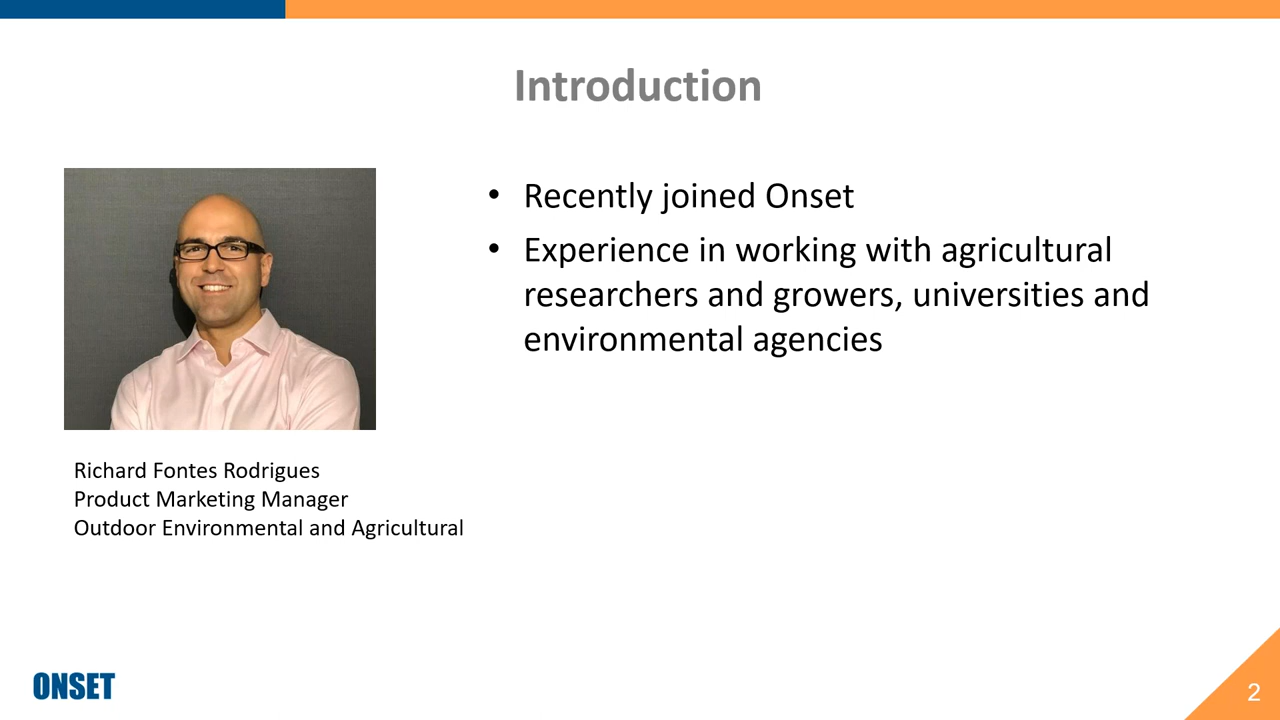 Introduction
• Recently joined Onset
• Experience in working with agricultural
researchers and growers, universities and
environmental agencies
Richard Fontes Rodrigues
Product Marketing Manager
Outdoor Environmental and Agricultural
ONSET
2